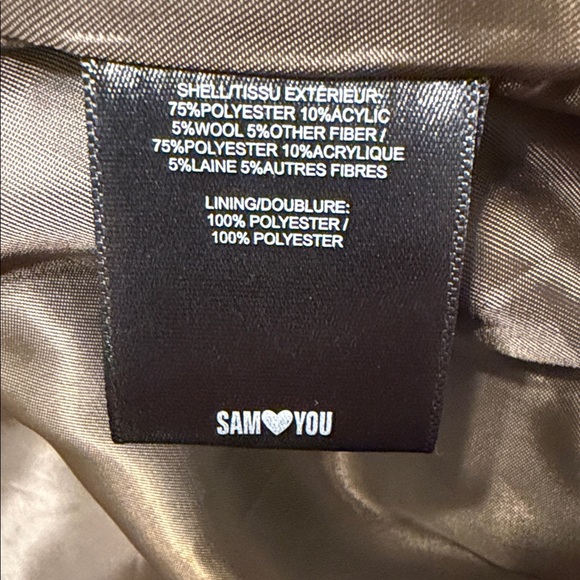 SHELL/TISSU EXTERIEUR:
75%POLYESTER 10%ACYLIC
5%WOOL 5%OTHER FIBER /
75%POLYESTER 10%ACRYLIQUE
5%LAINE 5%AUTRES FIBRES
LINING/DOUBLURE:
100% POLYESTER /
100% POLYESTER
SAM🤍YOU